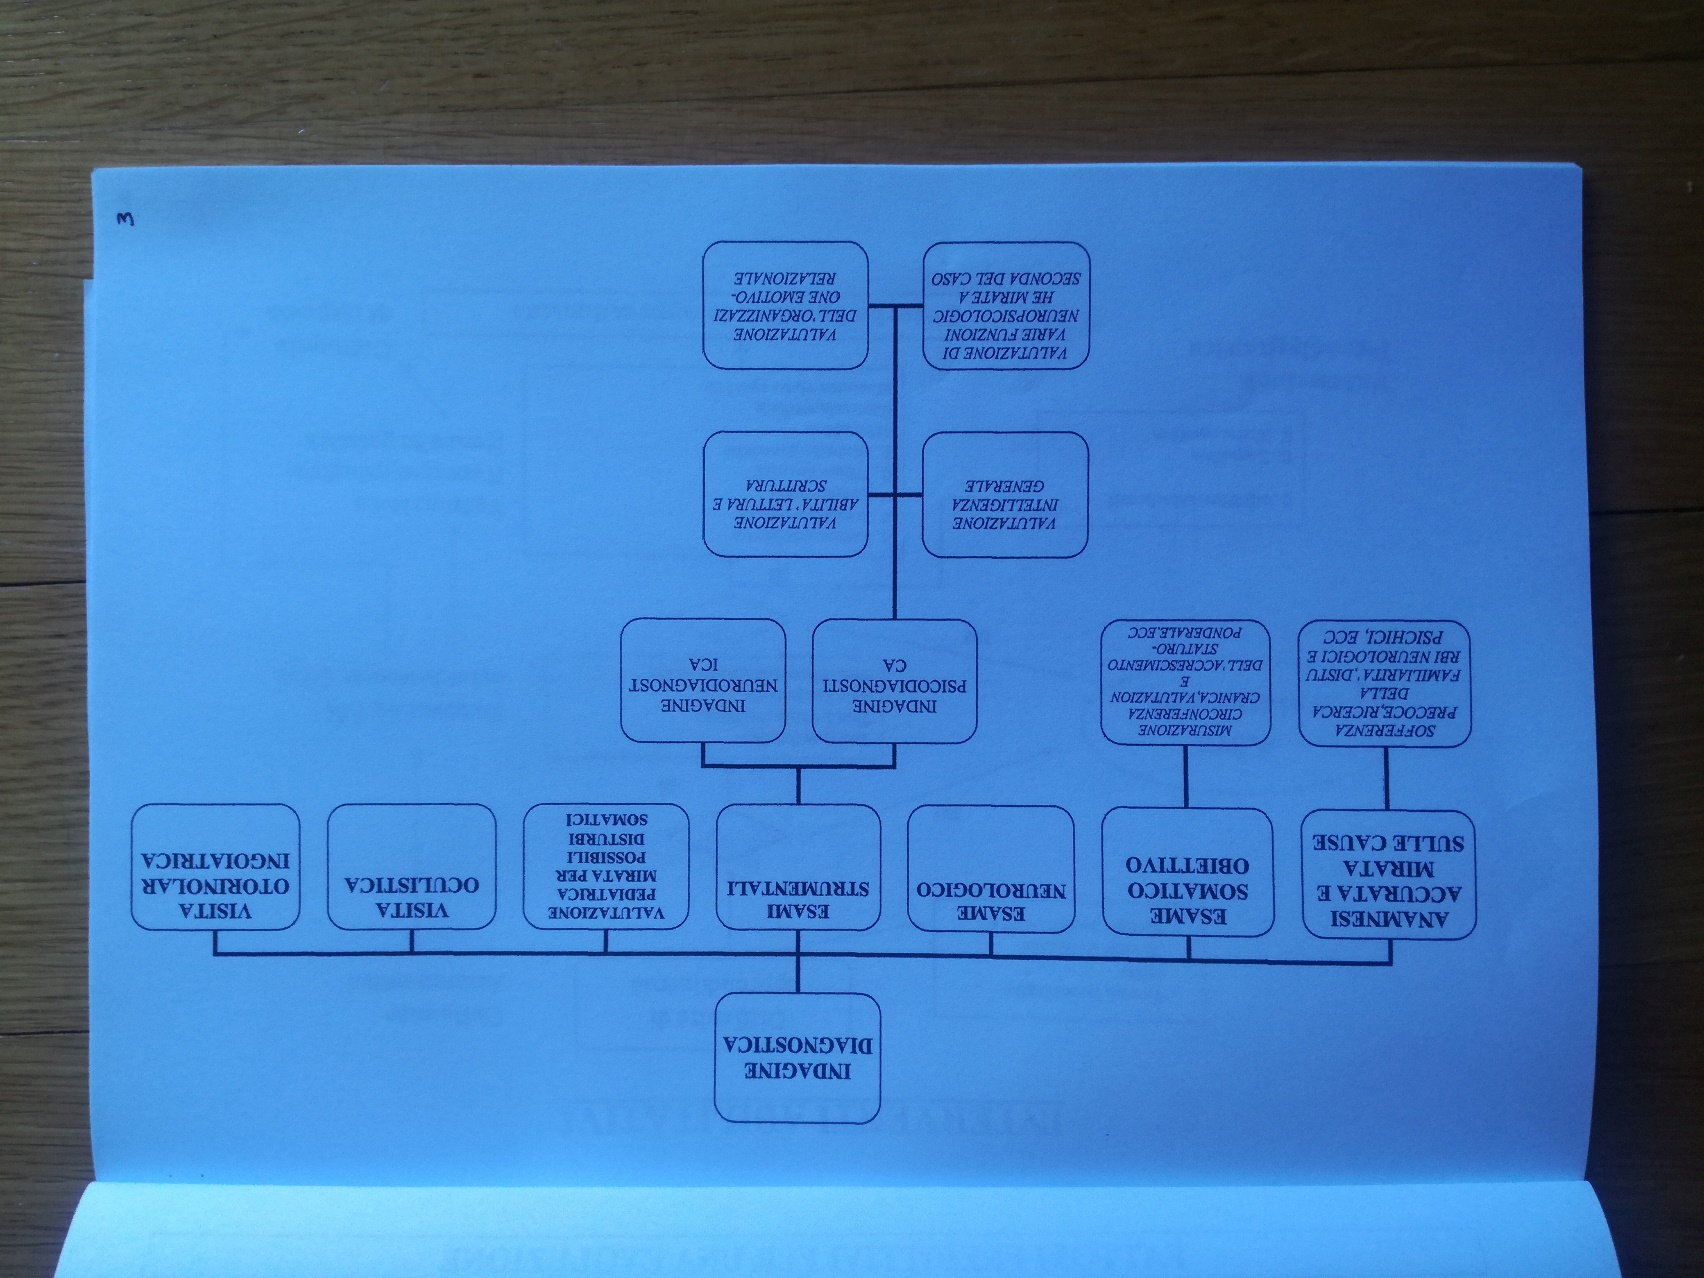 INDAGINE
DIAGNOSTICA
ANAMNESI
ACCURATA E
MIRATA
SULLE CAUSE
ESAME
SOMATICO
OBIETTIVO
ESAME
NEUROLOGICO
ESAMI
STRUMENTALI
VALUTAZIONE
PEDIATRICA
MIRATA PER
POSSIBILI
DISTURBI
SOMATICI
VISITA
OCULISTICA
VISITA
OTORINOLAR
INGOIATRICA
SOFFERENZA
PRECOCE,RICERCA
DELLA
FAMILIARITA',DISTU
RBI NEUROLOGICI E
PSICHICI, ECC
MISURAZIONE
CIRCONFERENZA
CRANICA,VALUTAZION
E
DELL'ACCRESCIMENTO
STATURO-
PONDERALE.ECC
INDAGINE
PSICODIAGNOSTI
CA
INDAGINE
NEURODIAGNOST
ICA
VALUTAZIONE
INTELLIGENZA
GENERALE
VALUTAZIONE
ABILITA' LETTURA E
SCRITTURA
VALUTAZIONE DI
VARIE FUNZIONI
NEUROPSICOLOGIC
HE MIRATE A
SECONDA DEL CASO
VALUTAZIONE
DELL'ORGANIZZAZI
ONE EMOTIVO-
RELAZIONALE
3